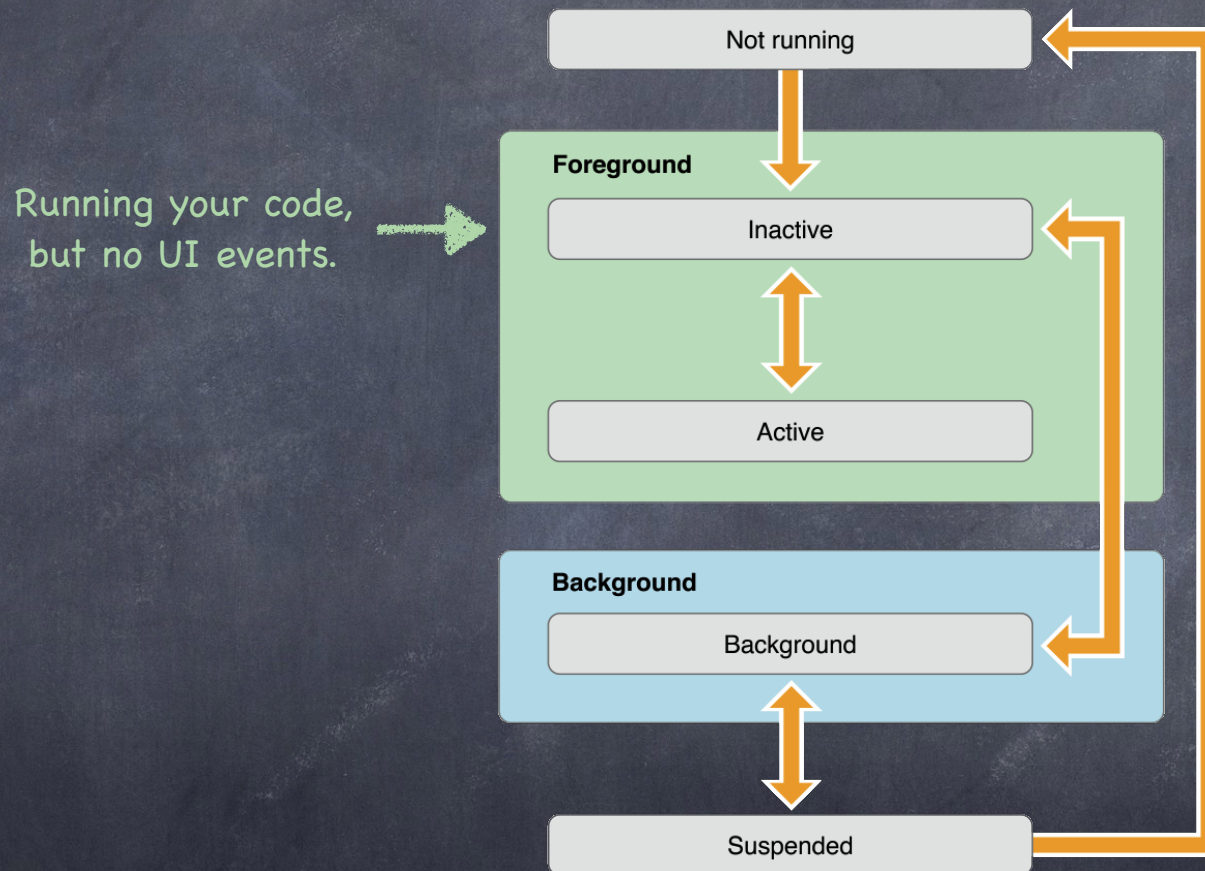 Not running
Foreground
Running your code,
but no UI events.
Inactive
Active
Background
Background
Suspended